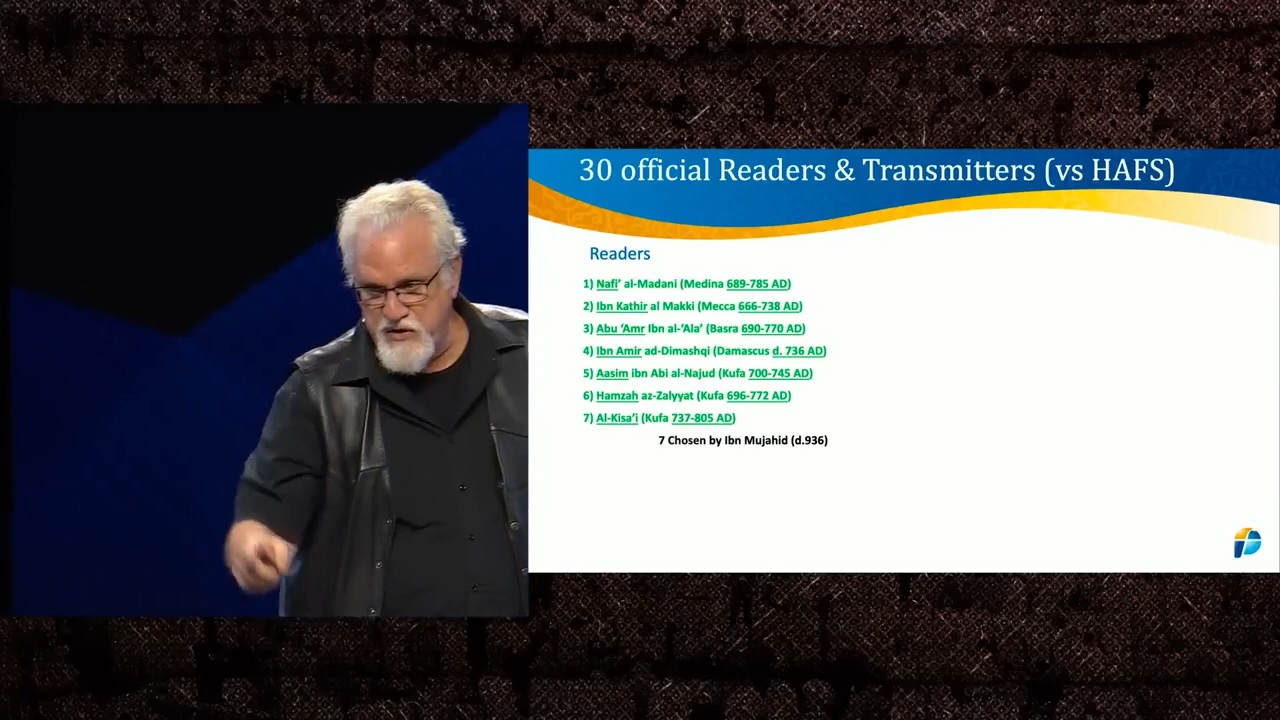 30 official Readers & Transmitters (vs HAFS)
Readers
1) Nafi’ al-Madani (Medina 689-785 AD)
2) Ibn Kathir al Makki (Mecca 666-738 AD)
3) Abu ‘Amr Ibn al-‘Ala’ (Basra 690-770 AD)
4) Ibn Amir ad-Dimashqi (Damascus d. 736 AD)
5) Aasim ibn Abi al-Najud (Kufa 700-745 AD)
6) Hamzah az-Zalyyat (Kufa 696-772 AD)
7) Al-Kisa’i (Kufa 737-805 AD)
7 Chosen by Ibn Mujahid (d.936)